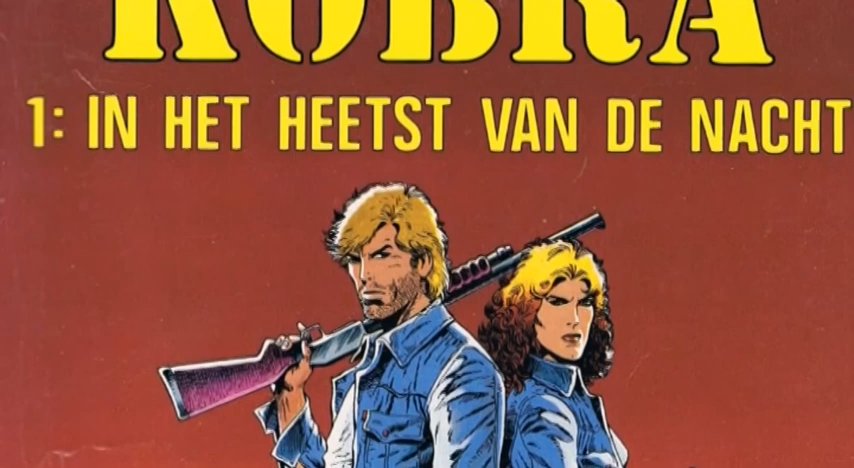 KOBRA
1: IN HET HEETST VAN DE NACHT